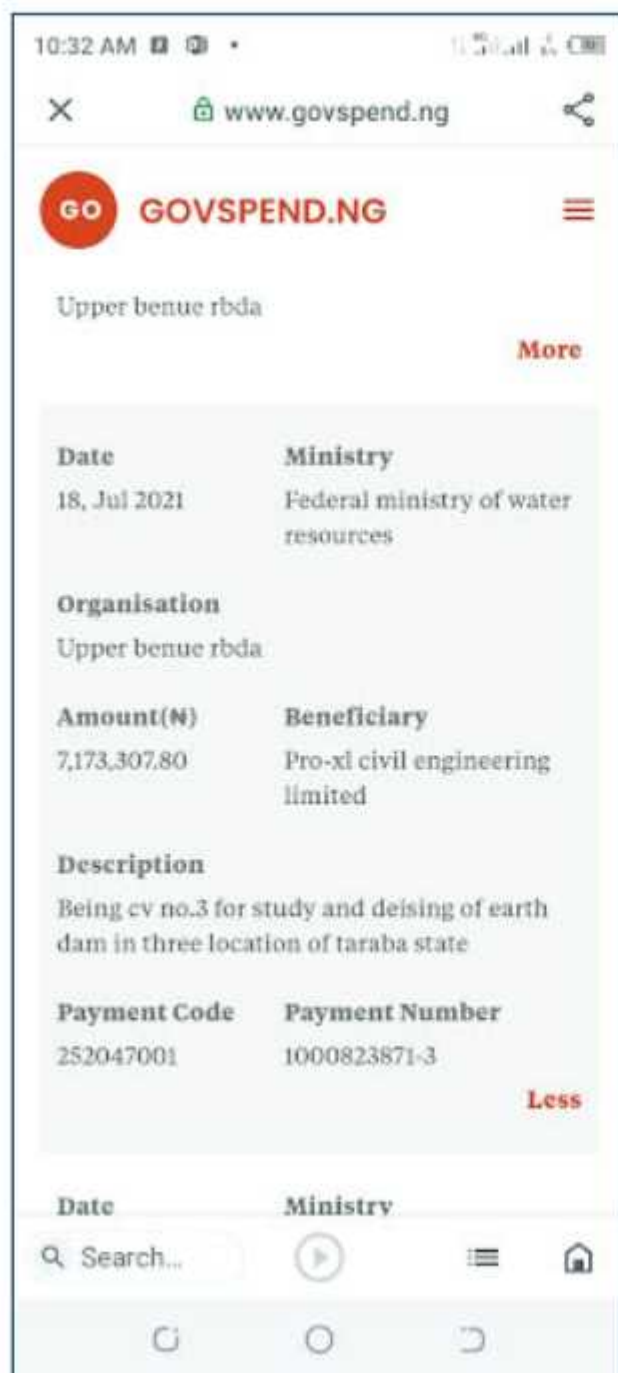 10:32 AM
www.govspend.ng
GO GOVSPEND.NG
Upper benue rbda
More
Date Ministry
18, Jul 2021 Federal ministry of water
resources
Organisation
Upper benue rbda
Amount(₦) Beneficiary
7,173,307.80 Pro-xl civil engineering
limited
Description
Being cv no.3 for study and deising of earth
dam in three location of taraba state
Payment Code Payment Number
252047001 1000823871-3
Less
Date Ministry
Search...